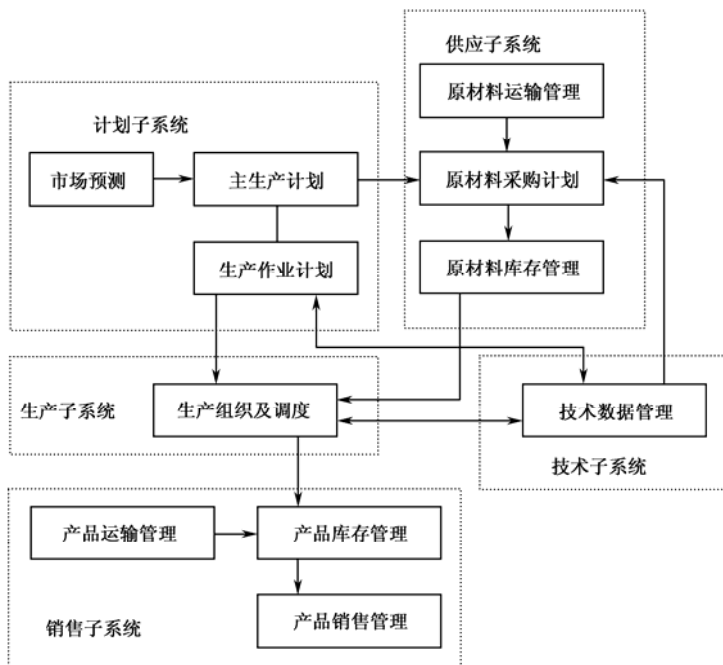 供应子系统
原材料运输管理
计划子系统
市场预测
主生产计划
原材料采购计划
生产作业计划
原材料库存管理
生产子系统
生产组织及调度
技术数据管理
技术子系统
产品运输管理
产品库存管理
产品销售管理
销售子系统